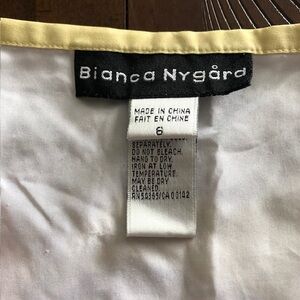 Bianca Nygård
MADE IN CHINA
FAIT EN CHINE
6
SEPARATELY.
DO NOT BLEACH.
HANG TO DRY.
IRON AT LOW
TEMPERATURE.
MAY BE DRY
CLEANED.